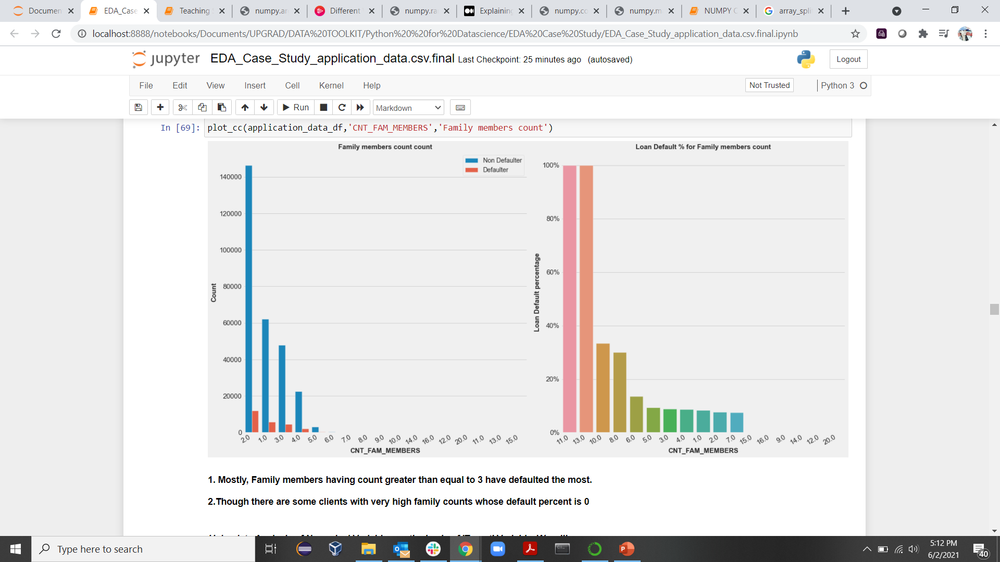 Documen
EDA_Case
Teaching
numpy.ar
Different
numpy.ra
Explaining
numpy.co
numpy.m
NUMPY C
array_spli
localhost:8888/notebooks/Documents/UPGRAD/DATA%20TOOLKIT/Python%20%20for%20Datascience/EDA%20Case%20Study/EDA_Case_Study_application_data.csv.final.ipynb
jupyter EDA_Case_Study_application_data.csv.final Last Checkpoint: 25 minutes ago (autosaved)
Logout
File Edit View Insert Cell Kernel Help
Not Trusted
Python 3
Run
Markdown
In [69]: plot_cc(application_data_df,'CNT_FAM_MEMBERS','Family members count')
Family members count count
Non Defaulter
Defaulter
140000
120000
100000
80000
60000
40000
20000
0
Count
2.0 1.0 3.0 4.0 5.0 6.0 7.0 8.0 9.0 10.0 14.0 16.0 12.0 20.0 11.0 13.0 15.0
CNT_FAM_MEMBERS
Loan Default % for Family members count
100%
80%
60%
40%
20%
0%
Loan Default percentage
11.0 13.0 10.0 8.0 6.0 5.0 3.0 4.0 1.0 2.0 7.0 15.0 16.0 9.0 14.0 12.0 20.0
CNT_FAM_MEMBERS
1. Mostly, Family members having count greater than equal to 3 have defaulted the most.
2.Though there are some clients with very high family counts whose default percent is 0
Type here to search
5:12 PM
6/2/2021
40